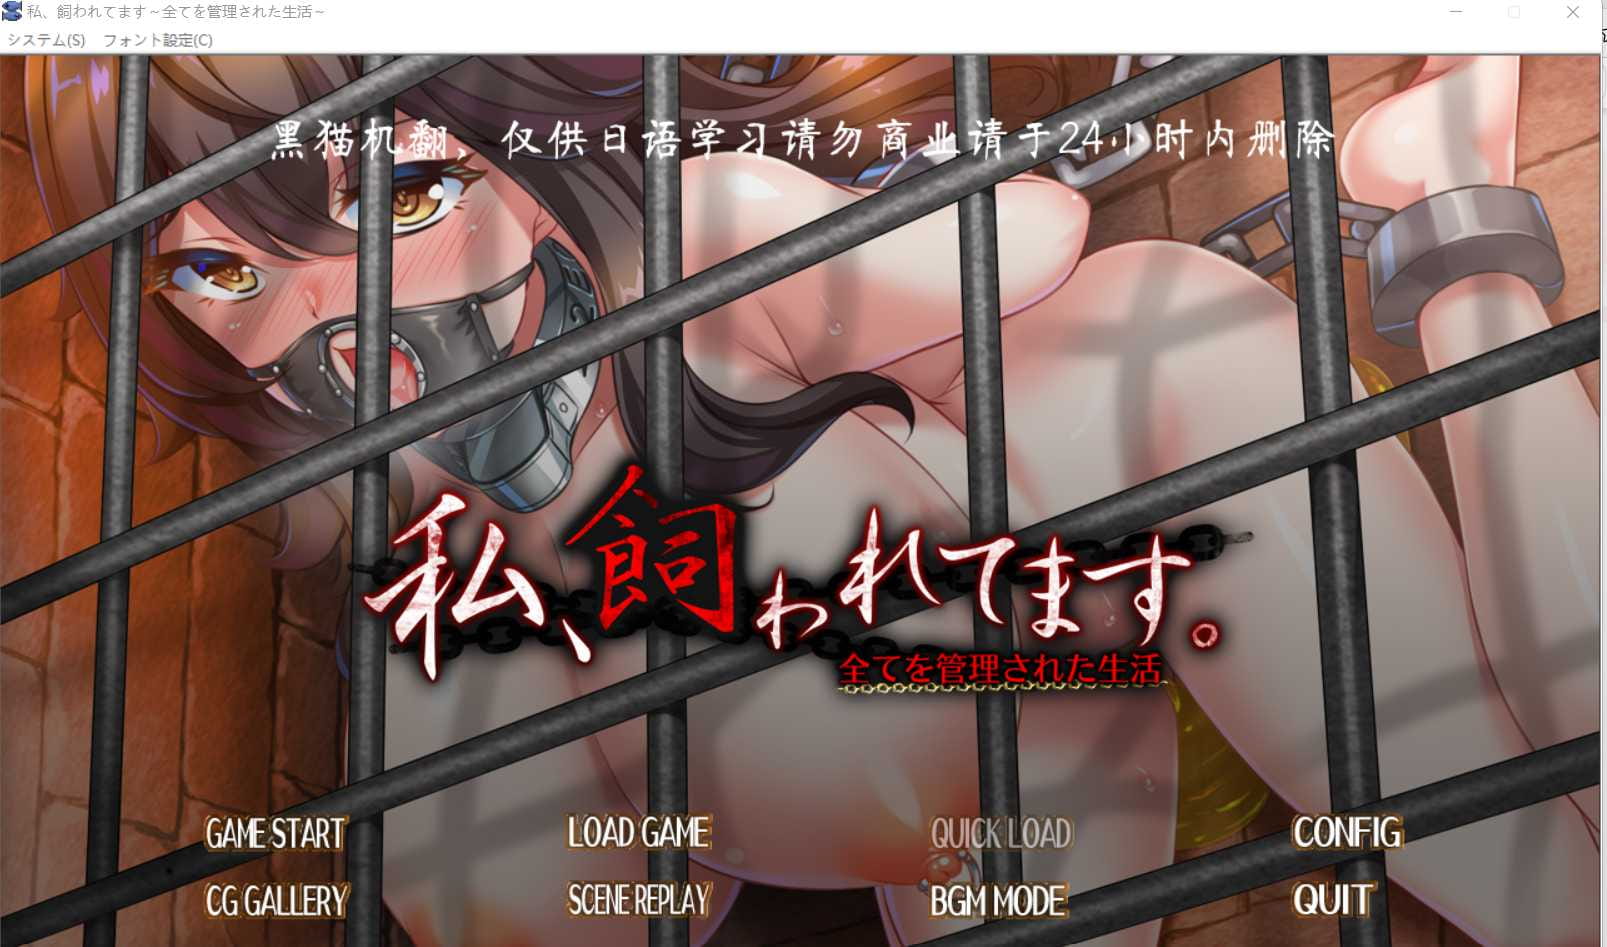 私、飼われてます～全てを管理された生活～
システム(S) フォント設定(C)
黑猫机翻、仅供日语学习请勿商业请于24小时内删除
私、飼われてます。
全てを管理された生活
GAME START LOAD GAME QUICK LOAD CONFIG
CG GALLERY SCENE REPLAY BGM MODE QUIT